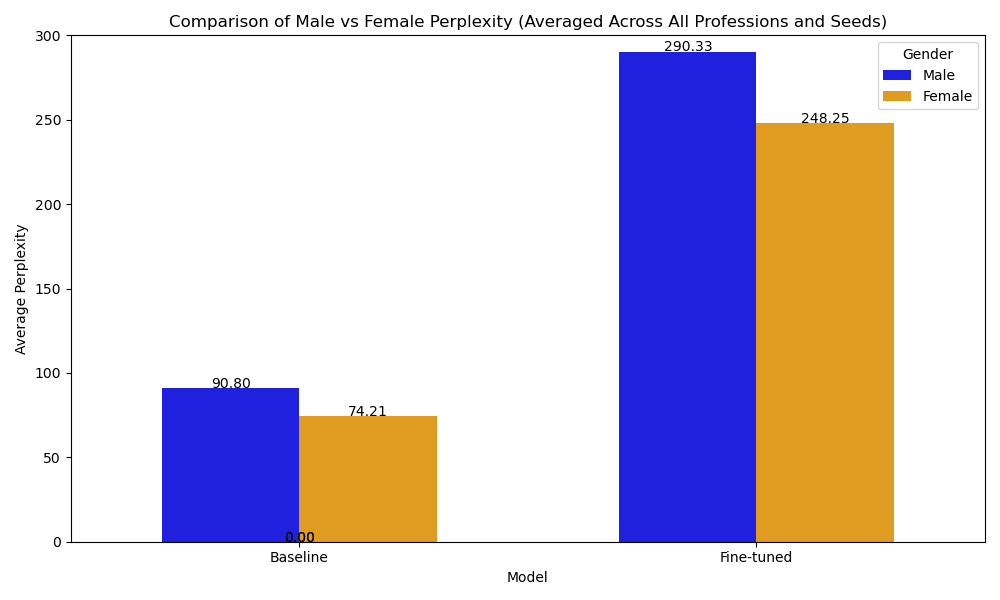 Comparison of Male vs Female Perplexity (Averaged Across All Professions and Seeds)
Average Perplexity
300
250
200
150
100
50
0
290.33
248.25
90.80
74.21
0.00
Gender
Male
Female
Baseline
Fine-tuned
Model